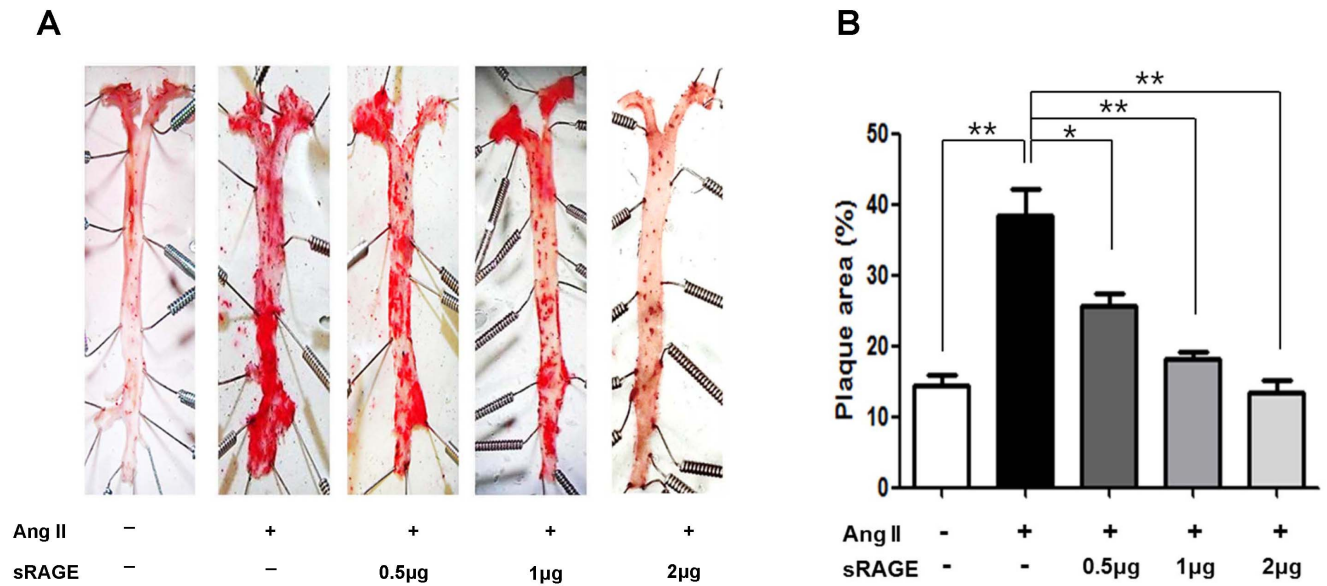 A
Ang II – + + + +
sRAGE – – 0.5µg 1µg 2µg
B
**
**
** *
Plaque area (%)
50
40
30
20
10
0
Ang II - + + + +
sRAGE - - 0.5µg 1µg 2µg